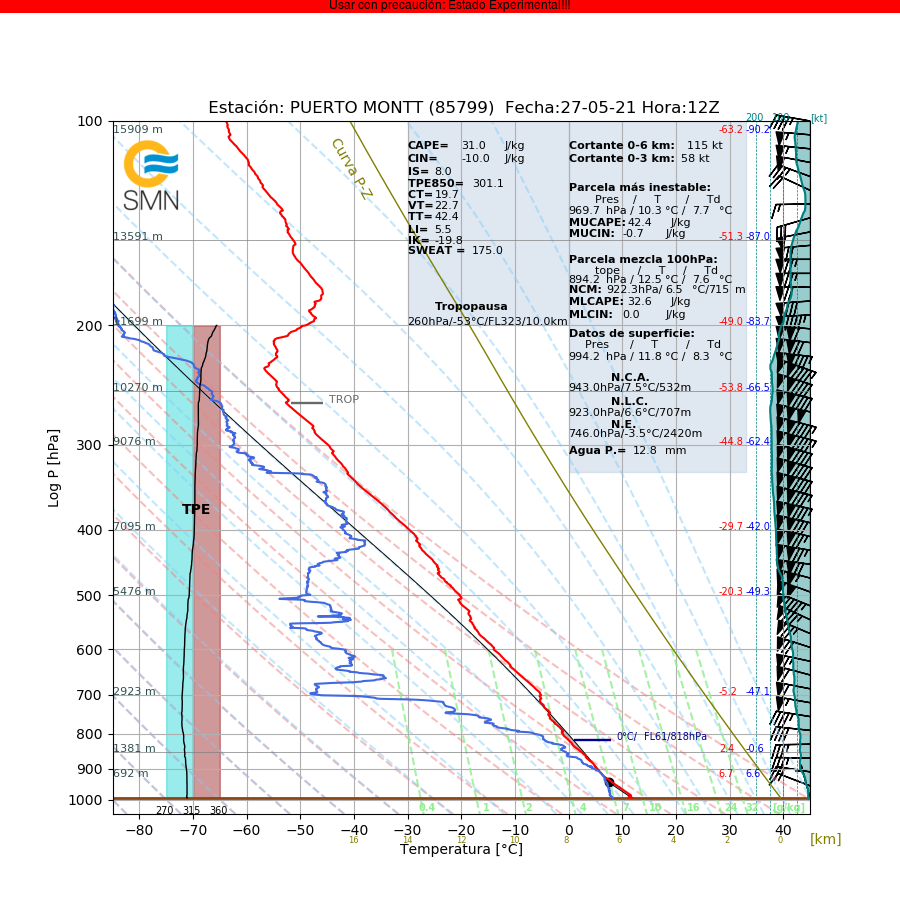 Usar con precaución: Estado Experimental!!!
Estación: PUERTO MONTT (85799)  Fecha:27-05-21 Hora:12Z
SMN
Curva P-Z
CAPE= 31.0 J/kg
CIN= -10.0 J/kg
IS= 8.0
TPE850= 301.1
CT= 19.7
VT= 22.7
TT= 42.4
LI= 5.5
IK= -19.8
SWEAT = 175.0
Tropopausa
260hPa/-53°C/FL323/10.0km
Cortante 0-6 km: 115 kt
Cortante 0-3 km: 58 kt
Parcela más inestable:
Pres / T / Td
969.7 hPa / 10.3 °C / 7.7 °C
MUCAPE: 42.4 J/kg
MUCIN: -0.7 J/kg
Parcela mezcla 100hPa:
tope / T / Td
894.2 hPa / 12.5 °C / 7.6 °C
NCM: 922.3hPa/ 6.5 °C/715 m
MLCAPE: 32.6 J/kg
MLCIN: 0.0 J/kg
Datos de superficie:
Pres / T / Td
994.2 hPa / 11.8 °C / 8.3 °C
N.C.A.
943.0hPa/7.5°C/532m
N.L.C.
923.0hPa/6.6°C/707m
N.E.
746.0hPa/-3.5°C/2420m
Agua P.= 12.8 mm
200
[kt]
-63.2 -90.2
-51.3 -87.0
-49.0 -83.7
-53.8 -66.5
-44.8 -62.4
-29.7 -42.0
-20.3 -49.3
-5.2 -47.1
2.4 -0.6
6.7 6.6
15909 m
13591 m
11699 m
10270 m
9076 m
7095 m
5476 m
2923 m
1381 m
692 m
TROP
TPE
0°C/ FL61/818hPa
270 315 360
0.4 1 2 4 7 10 16 24 32 [g/kg]
100
200
300
400
500
600
700
800
900
1000
Log P [hPa]
−80 −70 −60 −50 −40 −30 −20 −10 0 10 20 30 40
16 14 12 10 8 6 4 2 0 [km]
Temperatura [°C]